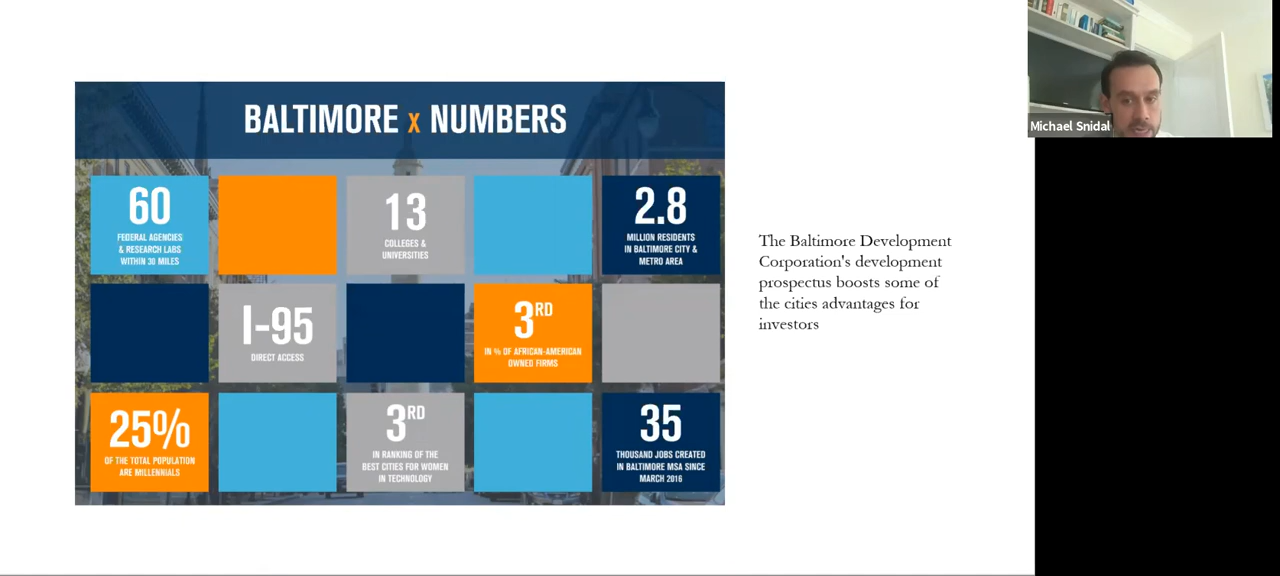 BALTIMORE x NUMBERS
60
FEDERAL AGENCIES
& RESEARCH LABS
WITHIN 30 MILES
13
COLLEGES &
UNIVERSITIES
2.8
MILLION RESIDENTS
IN BALTIMORE CITY &
METRO AREA
I-95
DIRECT ACCESS
3RD
IN % OF AFRICAN-AMERICAN
OWNED FIRMS
25%
OF THE TOTAL POPULATION
ARE MILLENNIALS
3RD
IN RANKING OF THE
BEST CITIES FOR WOMEN
IN TECHNOLOGY
35
THOUSAND JOBS CREATED
IN BALTIMORE MSA SINCE
MARCH 2016
The Baltimore Development
Corporation's development
prospectus boosts some of
the cities advantages for
investors
Michael Snidal